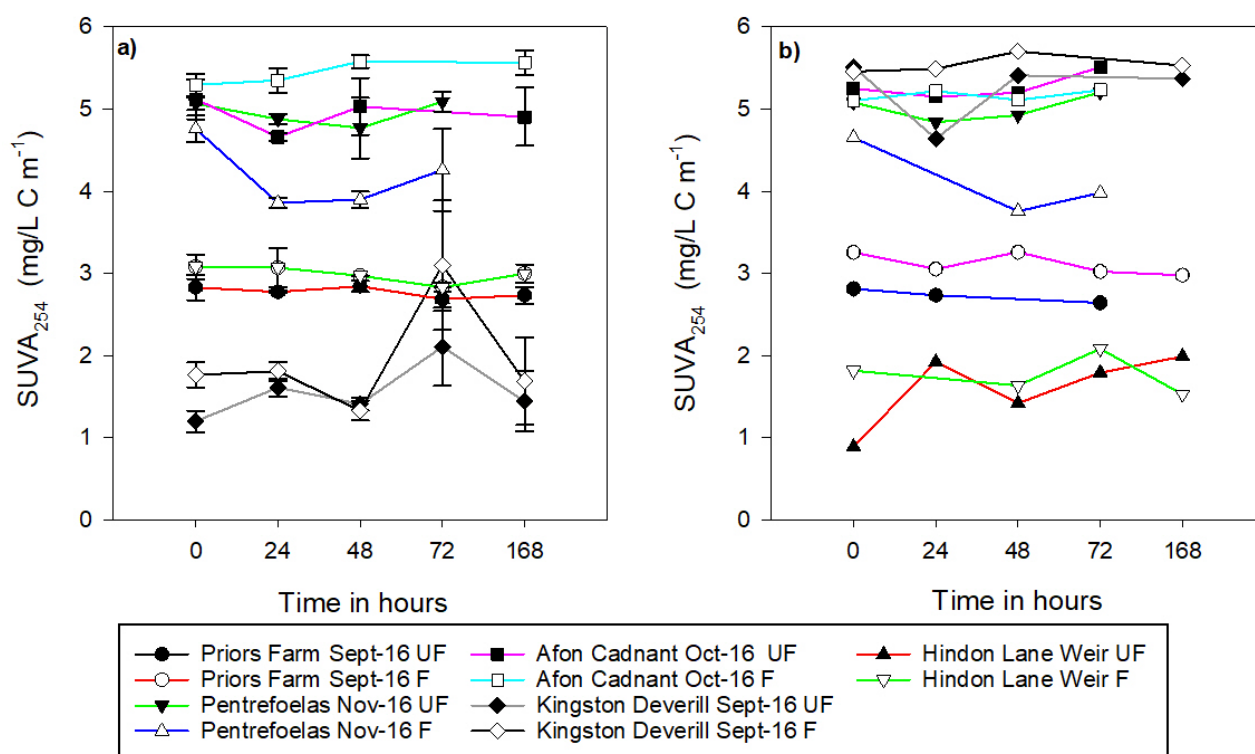 a)
6
5
4
3
2
1
0
SUVA254 (mg/L C m-1)
0 24 48 72 168
Time in hours
b)
6
5
4
3
2
1
0
SUVA254 (mg/L C m-1)
0 24 48 72 168
Time in hours
Priors Farm Sept-16 UF
Priors Farm Sept-16 F
Pentrefoelas Nov-16 UF
Pentrefoelas Nov-16 F
Afon Cadnant Oct-16 UF
Afon Cadnant Oct-16 F
Kingston Deverill Sept-16 UF
Kingston Deverill Sept-16 F
Hindon Lane Weir UF
Hindon Lane Weir F